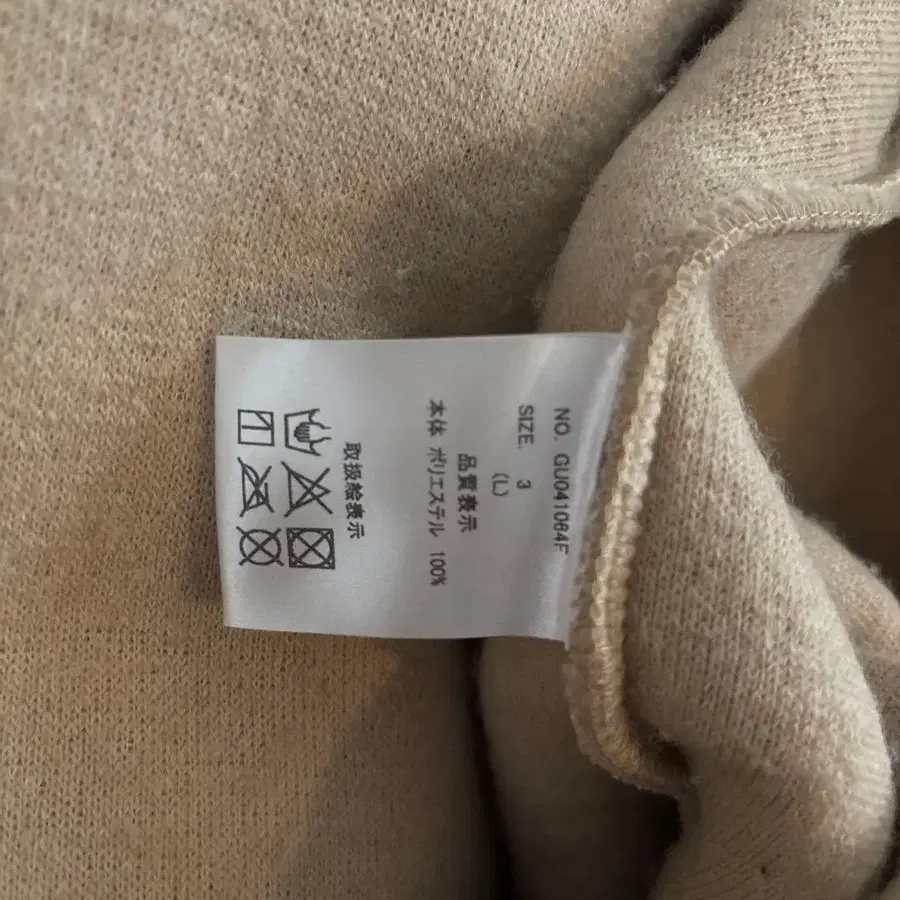 NO. GU041084F
SIZE. 3
(L)
品質表示
本体 ポリエステル 100%
取扱絵表示